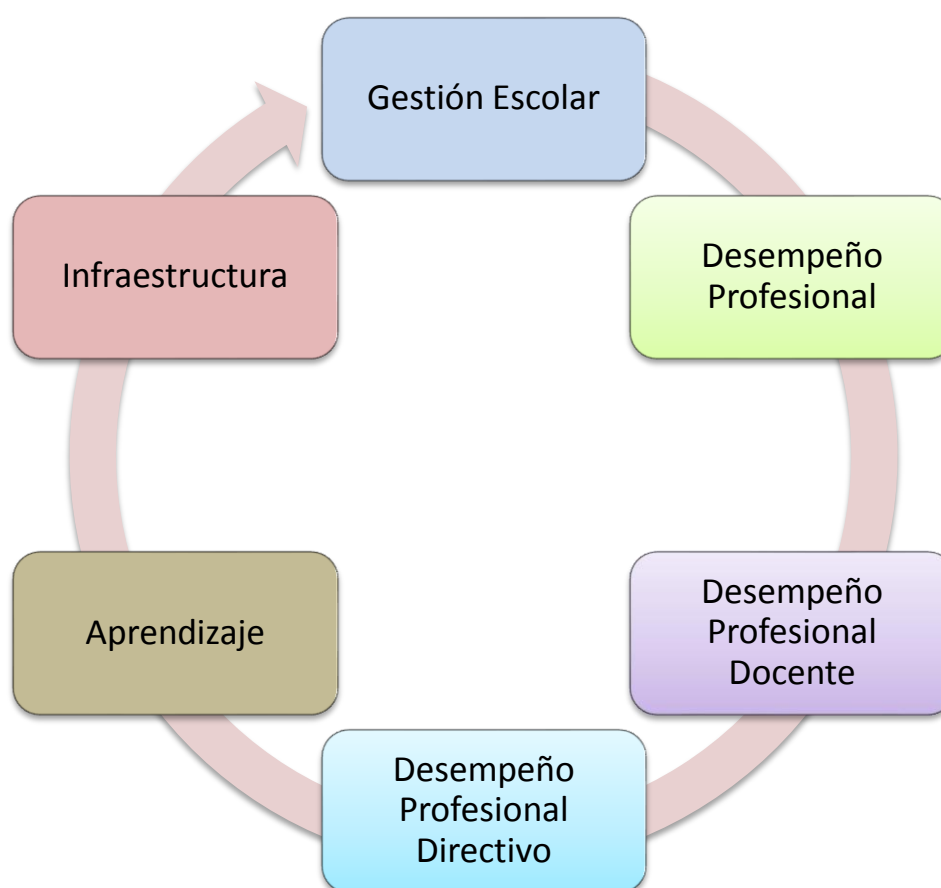 Gestión Escolar
Desempeño
Profesional
Desempeño
Profesional
Docente
Desempeño
Profesional
Directivo
Aprendizaje
Infraestructura